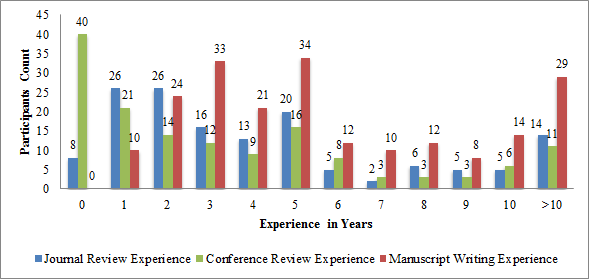 45
40
35
30
25
20
15
10
5
0
Participants Count
8 40 0
26 21 10
26 14 24
16 12 33
13 9 21
20 16 34
5 8 12
2 3 10
6 3 12
5 3 8
5 6 14
14 11 29
0 1 2 3 4 5 6 7 8 9 10 >10
Experience in Years
Journal Review Experience Conference Review Experience Manuscript Writing Experience